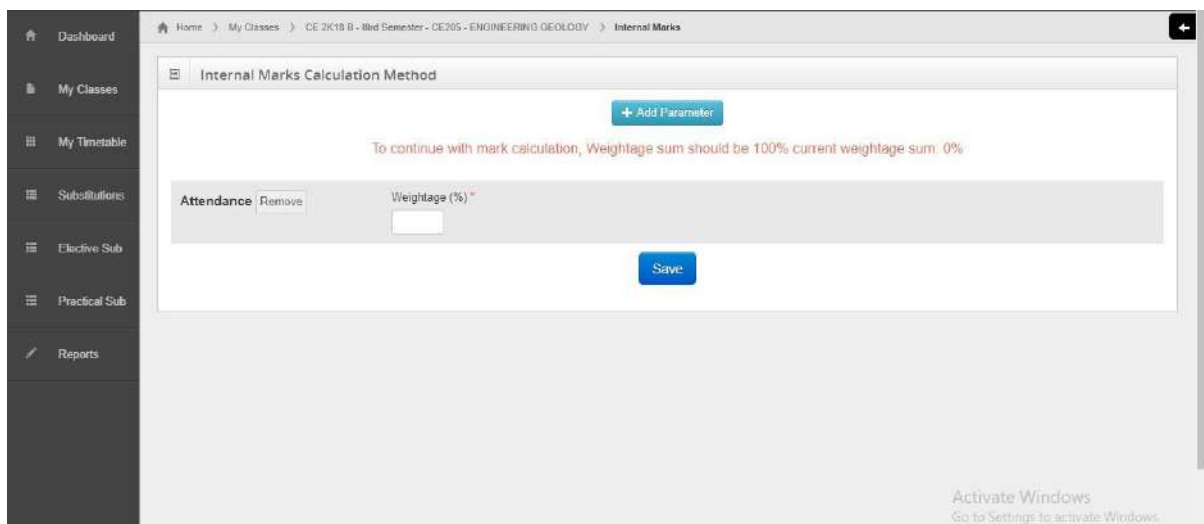 Home > My Classes > CE 2K18 B - IIIrd Semester - CE205 - ENGINEERING GEOLOGY > Internal Marks
Dashboard
My Classes
My Timetable
Substitutions
Elective Sub
Practical Sub
Reports
Internal Marks Calculation Method
+ Add Parameter
To continue with mark calculation, Weightage sum should be 100% current weightage sum: 0%
Attendance Remove Weightage (%) *
Save
Activate Windows
Go to Settings to activate Windows.